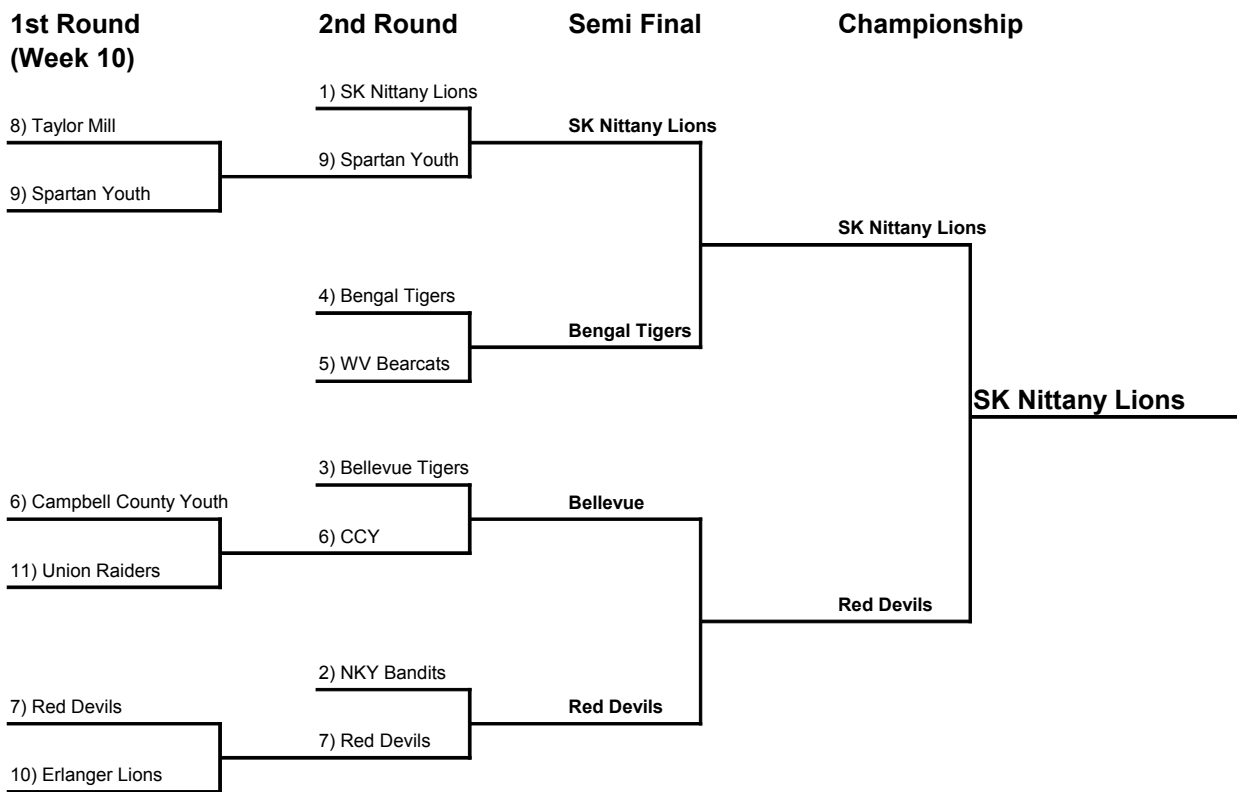 1st Round
(Week 10)
2nd Round
Semi Final
Championship
8) Taylor Mill
9) Spartan Youth
6) Campbell County Youth
11) Union Raiders
7) Red Devils
10) Erlanger Lions
1) SK Nittany Lions
9) Spartan Youth
4) Bengal Tigers
5) WV Bearcats
3) Bellevue Tigers
6) CCY
2) NKY Bandits
7) Red Devils
SK Nittany Lions
Bengal Tigers
Bellevue
Red Devils
SK Nittany Lions
Red Devils
SK Nittany Lions